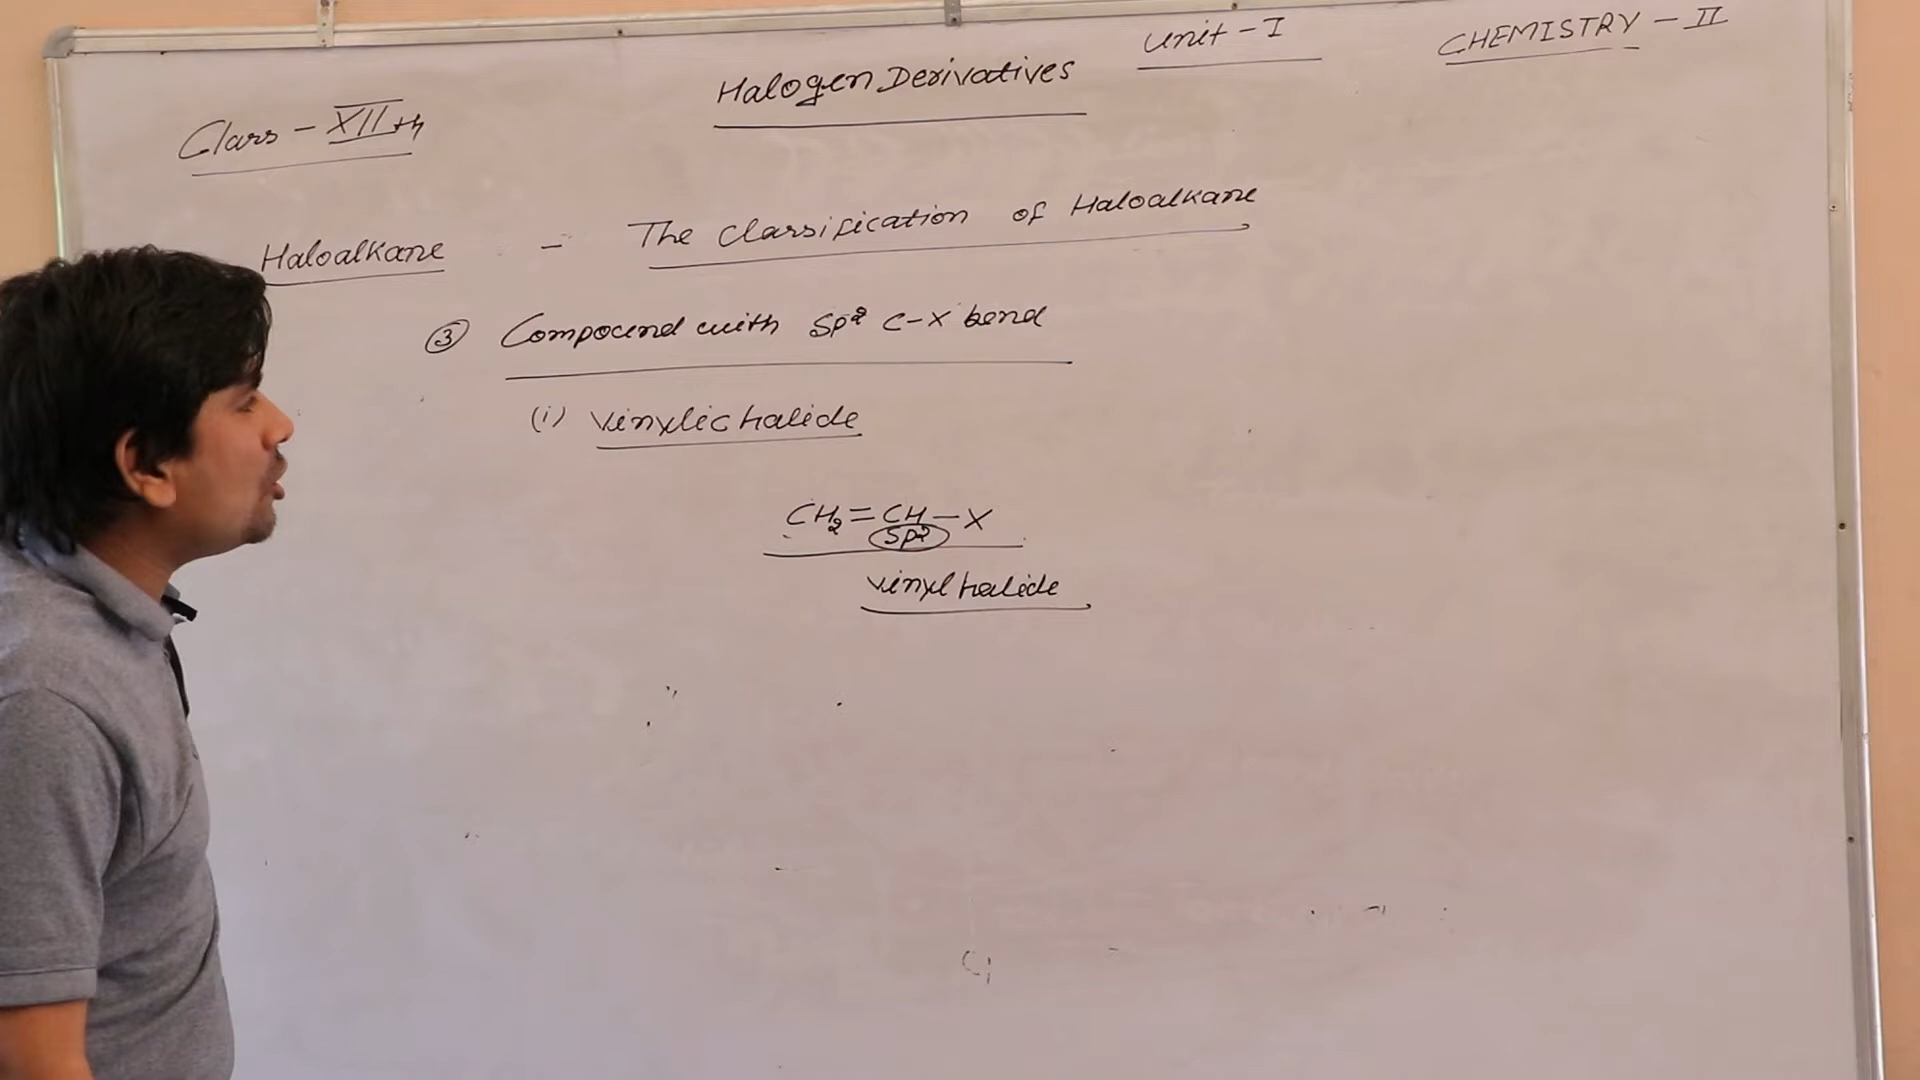 Unit - I
CHEMISTRY - II
Halogen Derivatives
Class - XIIth
Haloalkane - The classification of Haloalkane
③ Compound with sp² C-X bond
(i) Vinylic halide
CH₂=CH-X
sp²
vinyl halide